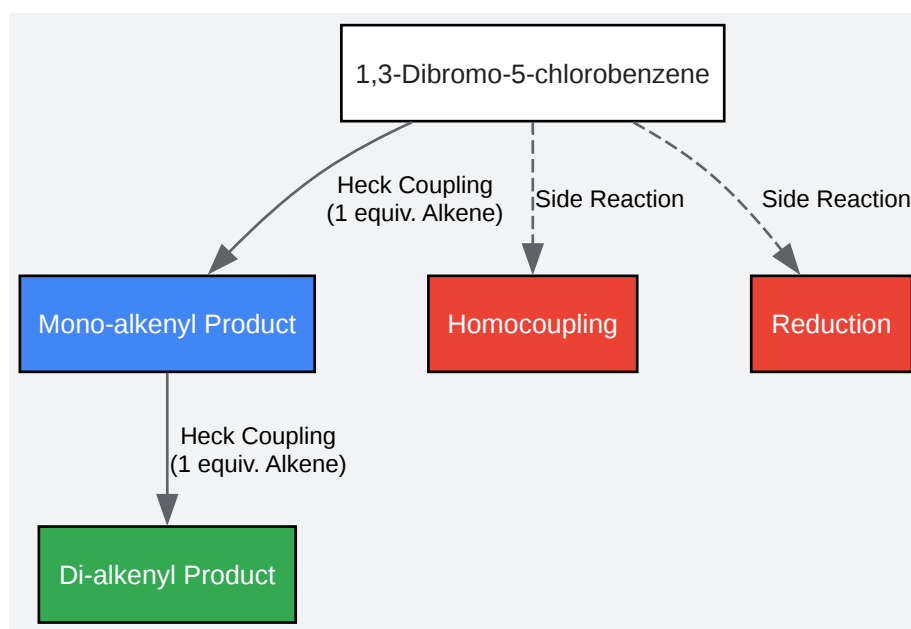 1,3-Dibromo-5-chlorobenzene
Heck Coupling
(1 equiv. Alkene)
Side Reaction
Side Reaction
Mono-alkenyl Product
Homocoupling
Reduction
Heck Coupling
(1 equiv. Alkene)
Di-alkenyl Product